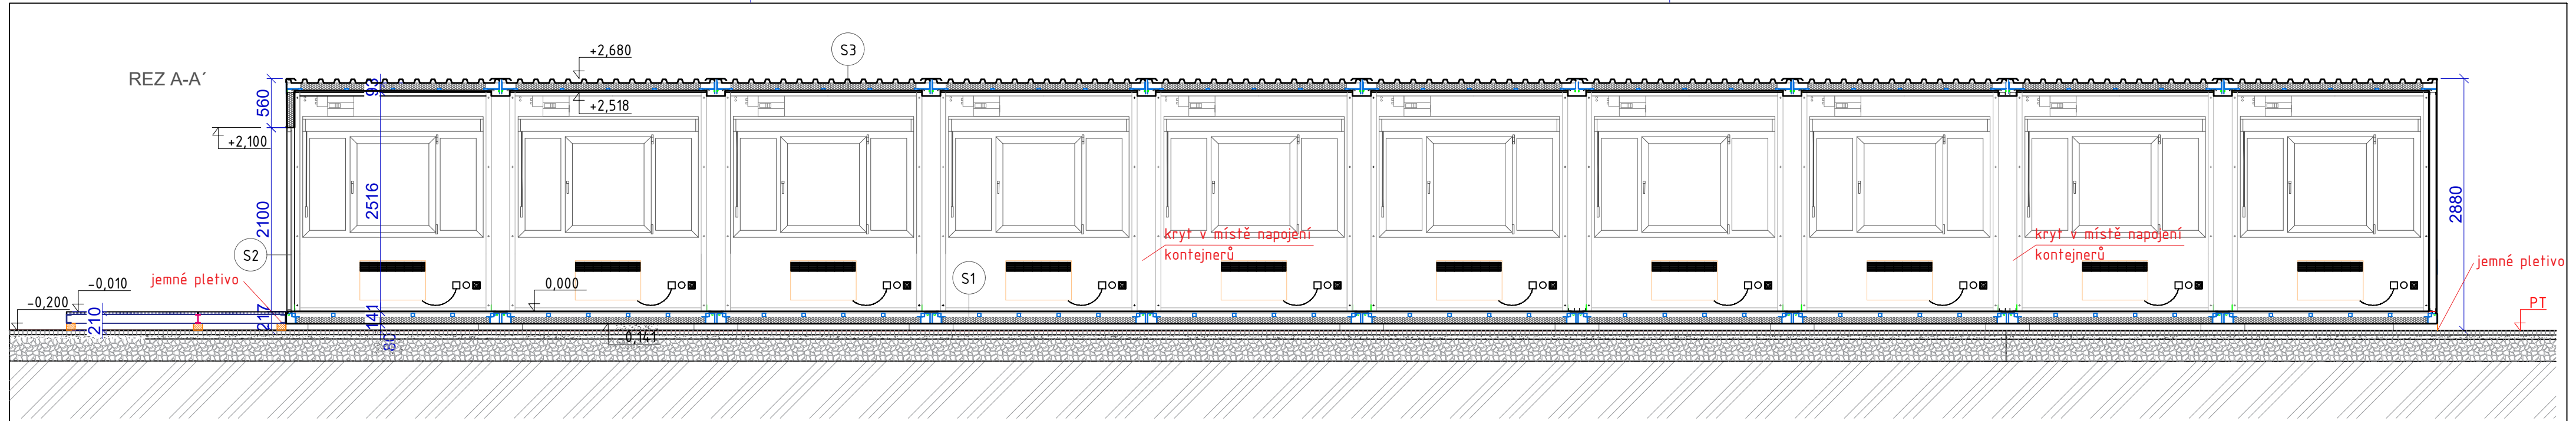 REZ A-A´
+2,680
S3
560
93
+2,518
+2,100
2100
2516
2880
S2
kryt v místě napojení
kontejnerů
kryt v místě napojení
kontejnerů
jemné pletivo
S1
jemné pletivo
-0,010
-0,200
0,000
210
217
141
80
-0,141
PT